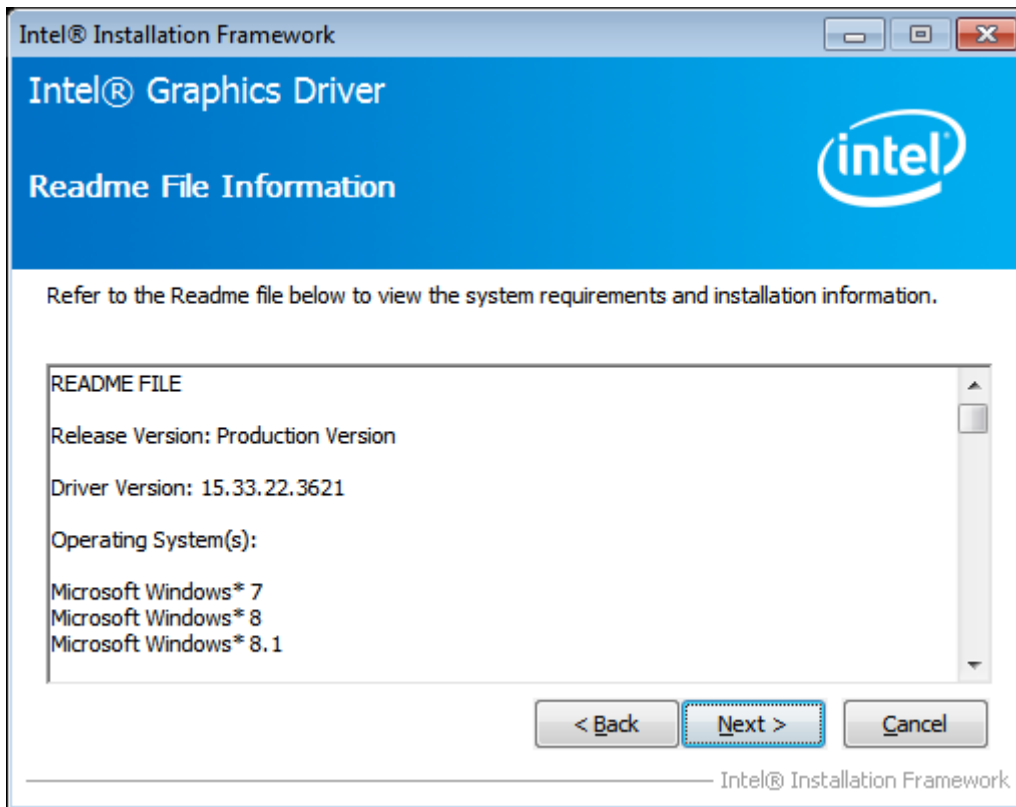 Intel® Installation Framework
Intel® Graphics Driver
intel
Readme File Information
Refer to the Readme file below to view the system requirements and installation information.
README FILE
Release Version: Production Version
Driver Version: 15.33.22.3621
Operating System(s):
Microsoft Windows* 7
Microsoft Windows* 8
Microsoft Windows* 8.1
< Back Next > Cancel
Intel® Installation Framework